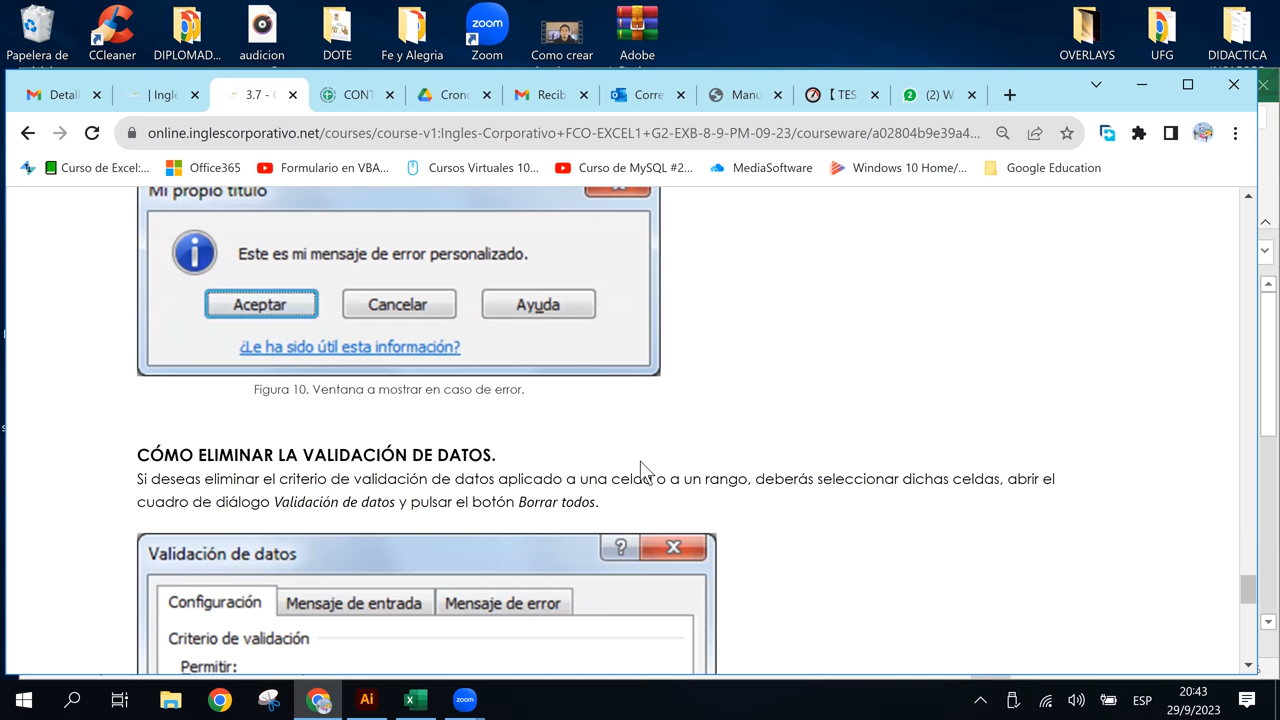 Papelera de
CCleaner
DIPLOMAD...
audicion
DOTE
Fe y Alegria
zoom
Zoom
Como crear
Adobe
OVERLAYS
UFG
DIDACTICA
Detall
| Ingle
3.7 -
CONT
Crono
Recib
Corre
Manu
【 TES
(2) W
online.inglescorporativo.net/courses/course-v1:Ingles-Corporativo+FCO-EXCEL1+G2-EXB-8-9-PM-09-23/courseware/a02804b9e39a4...
Curso de Excel:...
Office365
Formulario en VBA...
Cursos Virtuales 10...
Curso de MySQL #2...
MediaSoftware
Windows 10 Home/...
Google Education
Mi propio título
Este es mi mensaje de error personalizado.
Aceptar
Cancelar
Ayuda
¿Le ha sido útil esta información?
Figura 10. Ventana a mostrar en caso de error.
CÓMO ELIMINAR LA VALIDACIÓN DE DATOS.
Si deseas eliminar el criterio de validación de datos aplicado a una celda o a un rango, deberás seleccionar dichas celdas, abrir el
cuadro de diálogo Validación de datos y pulsar el botón Borrar todos.
Validación de datos
Configuración
Mensaje de entrada
Mensaje de error
Criterio de validación
Permitir:
Ai
zoom
ESP
20:43
29/9/2023